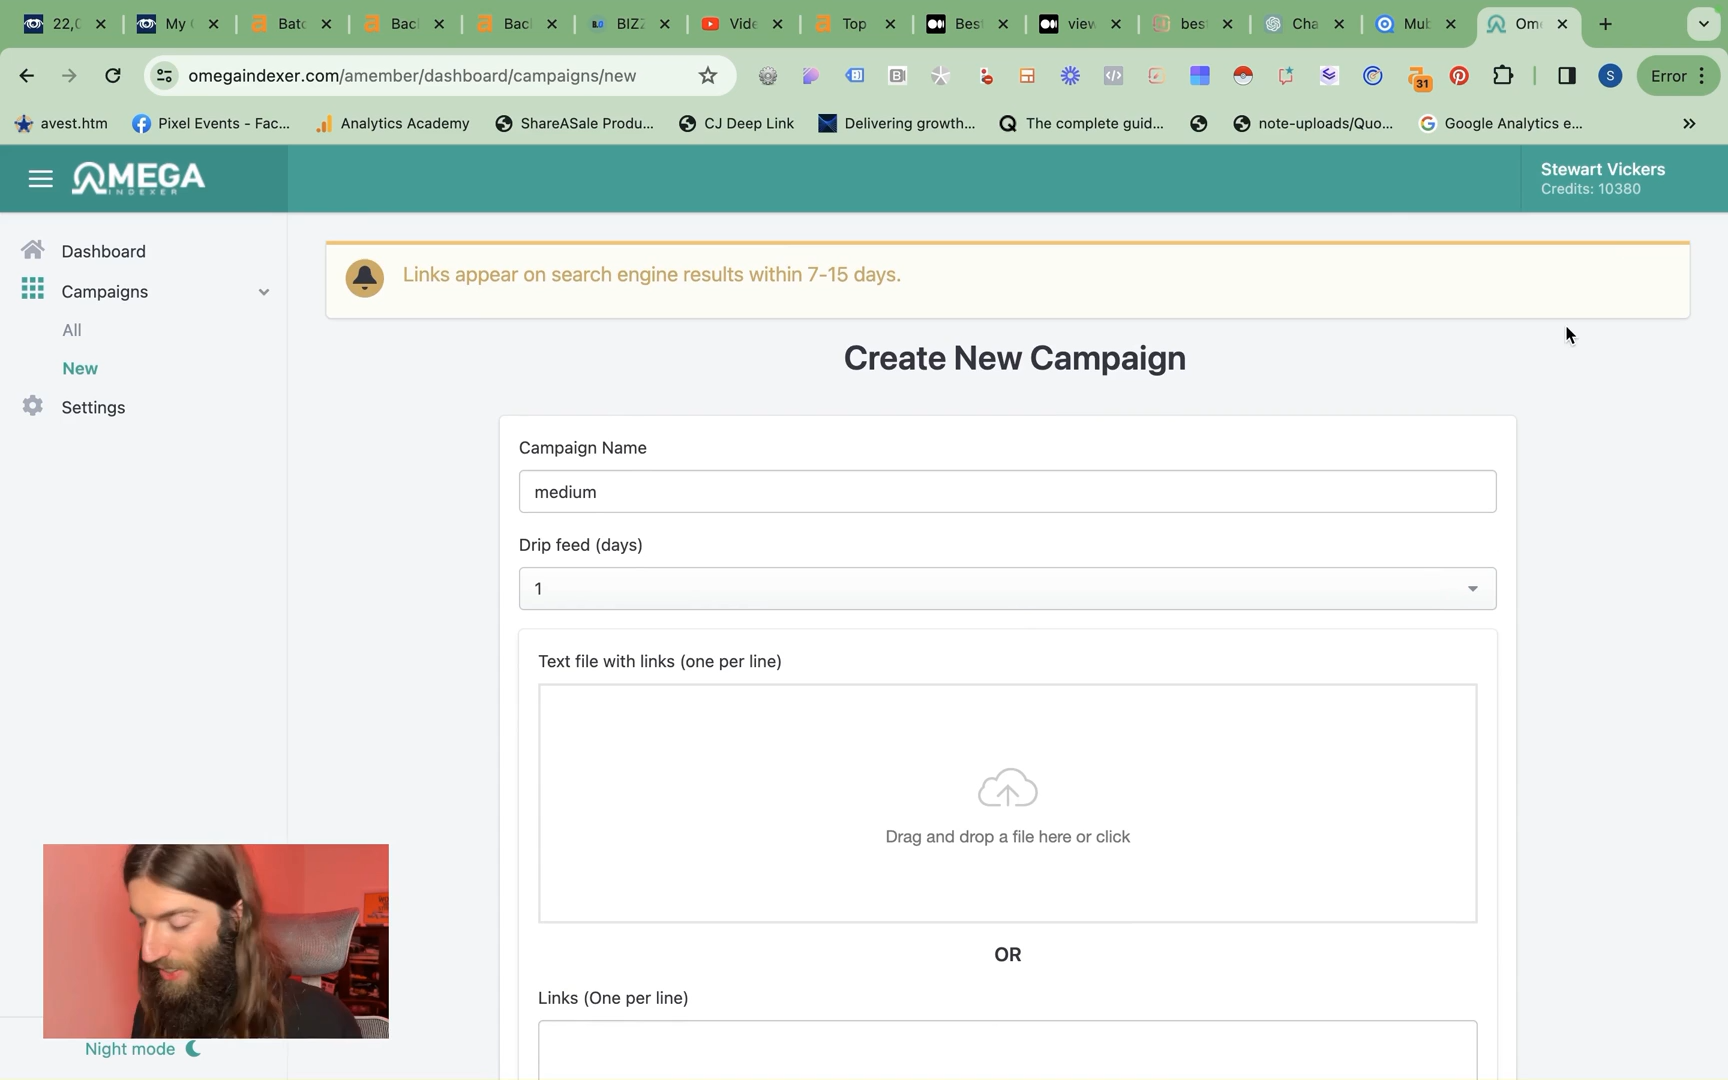 22,0
My
Batc
Bac
Bac
BIZ
Vide
Top
Bes
view
bes
Cha
Mub
Ome
omegaindexer.com/amember/dashboard/campaigns/new
31
S
Error
avest.htm
Pixel Events - Fac...
Analytics Academy
ShareASale Produ...
CJ Deep Link
Delivering growth...
The complete guid...
note-uploads/Quo...
Google Analytics e...
OMEGA
INDEXER
Stewart Vickers
Credits: 10380
Dashboard
Campaigns
All
New
Settings
Links appear on search engine results within 7-15 days.
Create New Campaign
Campaign Name
medium
Drip feed (days)
1
Text file with links (one per line)
Drag and drop a file here or click
OR
Links (One per line)
Night mode